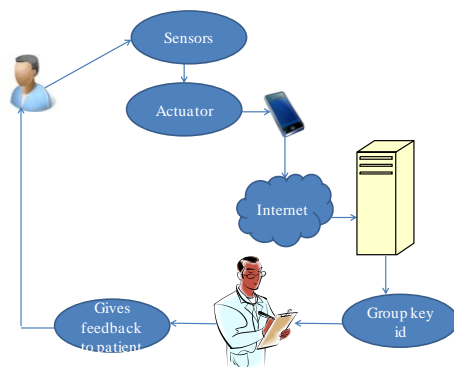 Sensors
Actuator
Internet
Group key
id
Gives
feedback
to patient